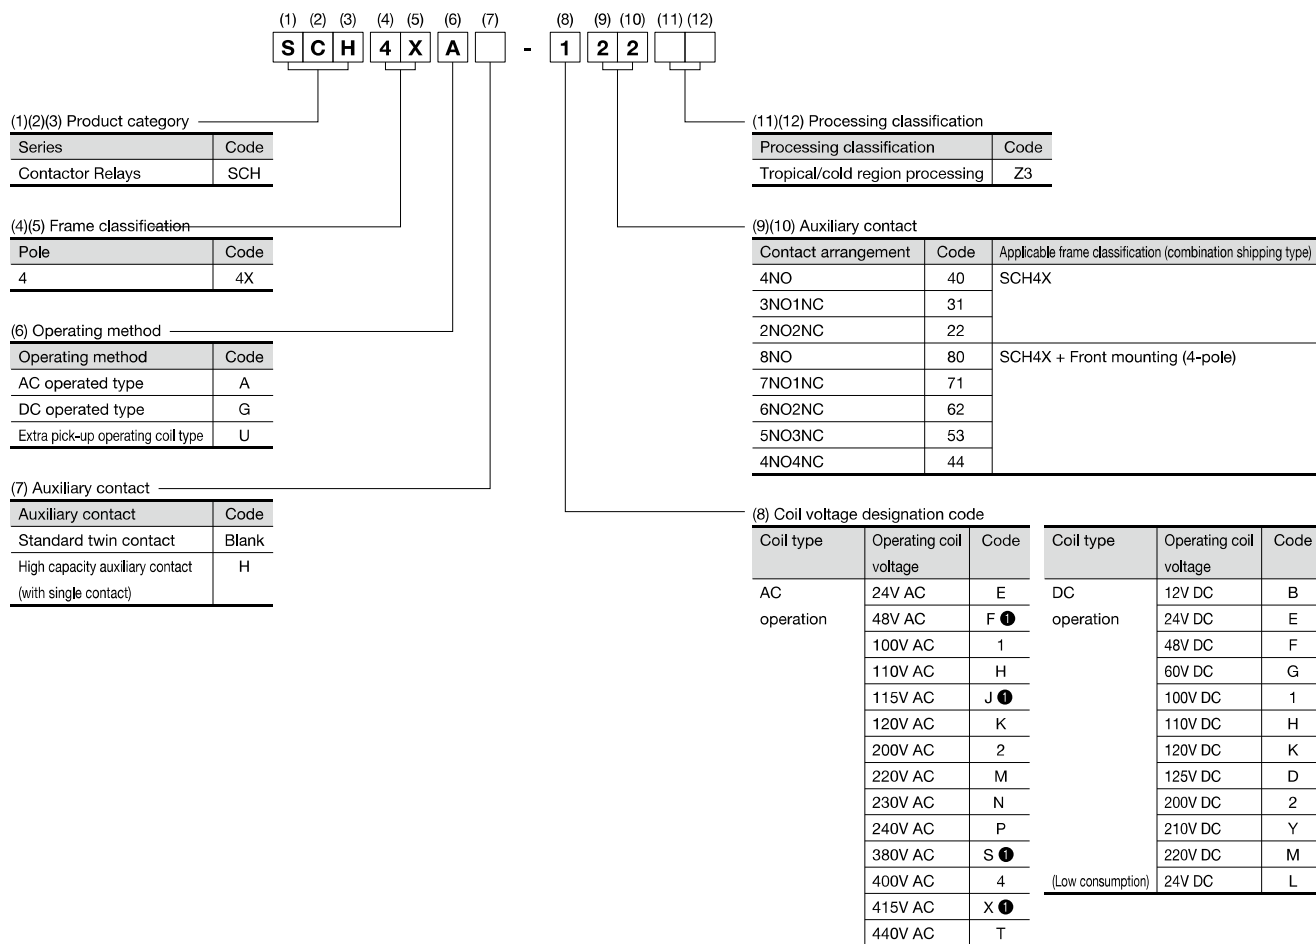 (1) (2) (3) (4) (5) (6) (7) (8) (9) (10) (11) (12)
S C H 4 X A - 1 2 2
(1)(2)(3) Product category
Series Code
Contactor Relays SCH
(4)(5) Frame classification
Pole Code
4 4X
(6) Operating method
Operating method Code
AC operated type A
DC operated type G
Extra pick-up operating coil type U
(7) Auxiliary contact
Auxiliary contact Code
Standard twin contact Blank
High capacity auxiliary contact H
(with single contact)
(11)(12) Processing classification
Processing classification Code
Tropical/cold region processing Z3
(9)(10) Auxiliary contact
Contact arrangement Code Applicable frame classification (combination shipping type)
4NO 40 SCH4X
3NO1NC 31
2NO2NC 22
8NO 80 SCH4X + Front mounting (4-pole)
7NO1NC 71
6NO2NC 62
5NO3NC 53
4NO4NC 44
(8) Coil voltage designation code
Coil type Operating coil Code
voltage
AC 24V AC E
operation 48V AC F ❶
100V AC 1
110V AC H
115V AC J ❶
120V AC K
200V AC 2
220V AC M
230V AC N
240V AC P
380V AC S ❶
400V AC 4
415V AC X ❶
440V AC T
Coil type Operating coil Code
voltage
DC 12V DC B
operation 24V DC E
48V DC F
60V DC G
100V DC 1
110V DC H
120V DC K
125V DC D
200V DC 2
210V DC Y
220V DC M
(Low consumption) 24V DC L